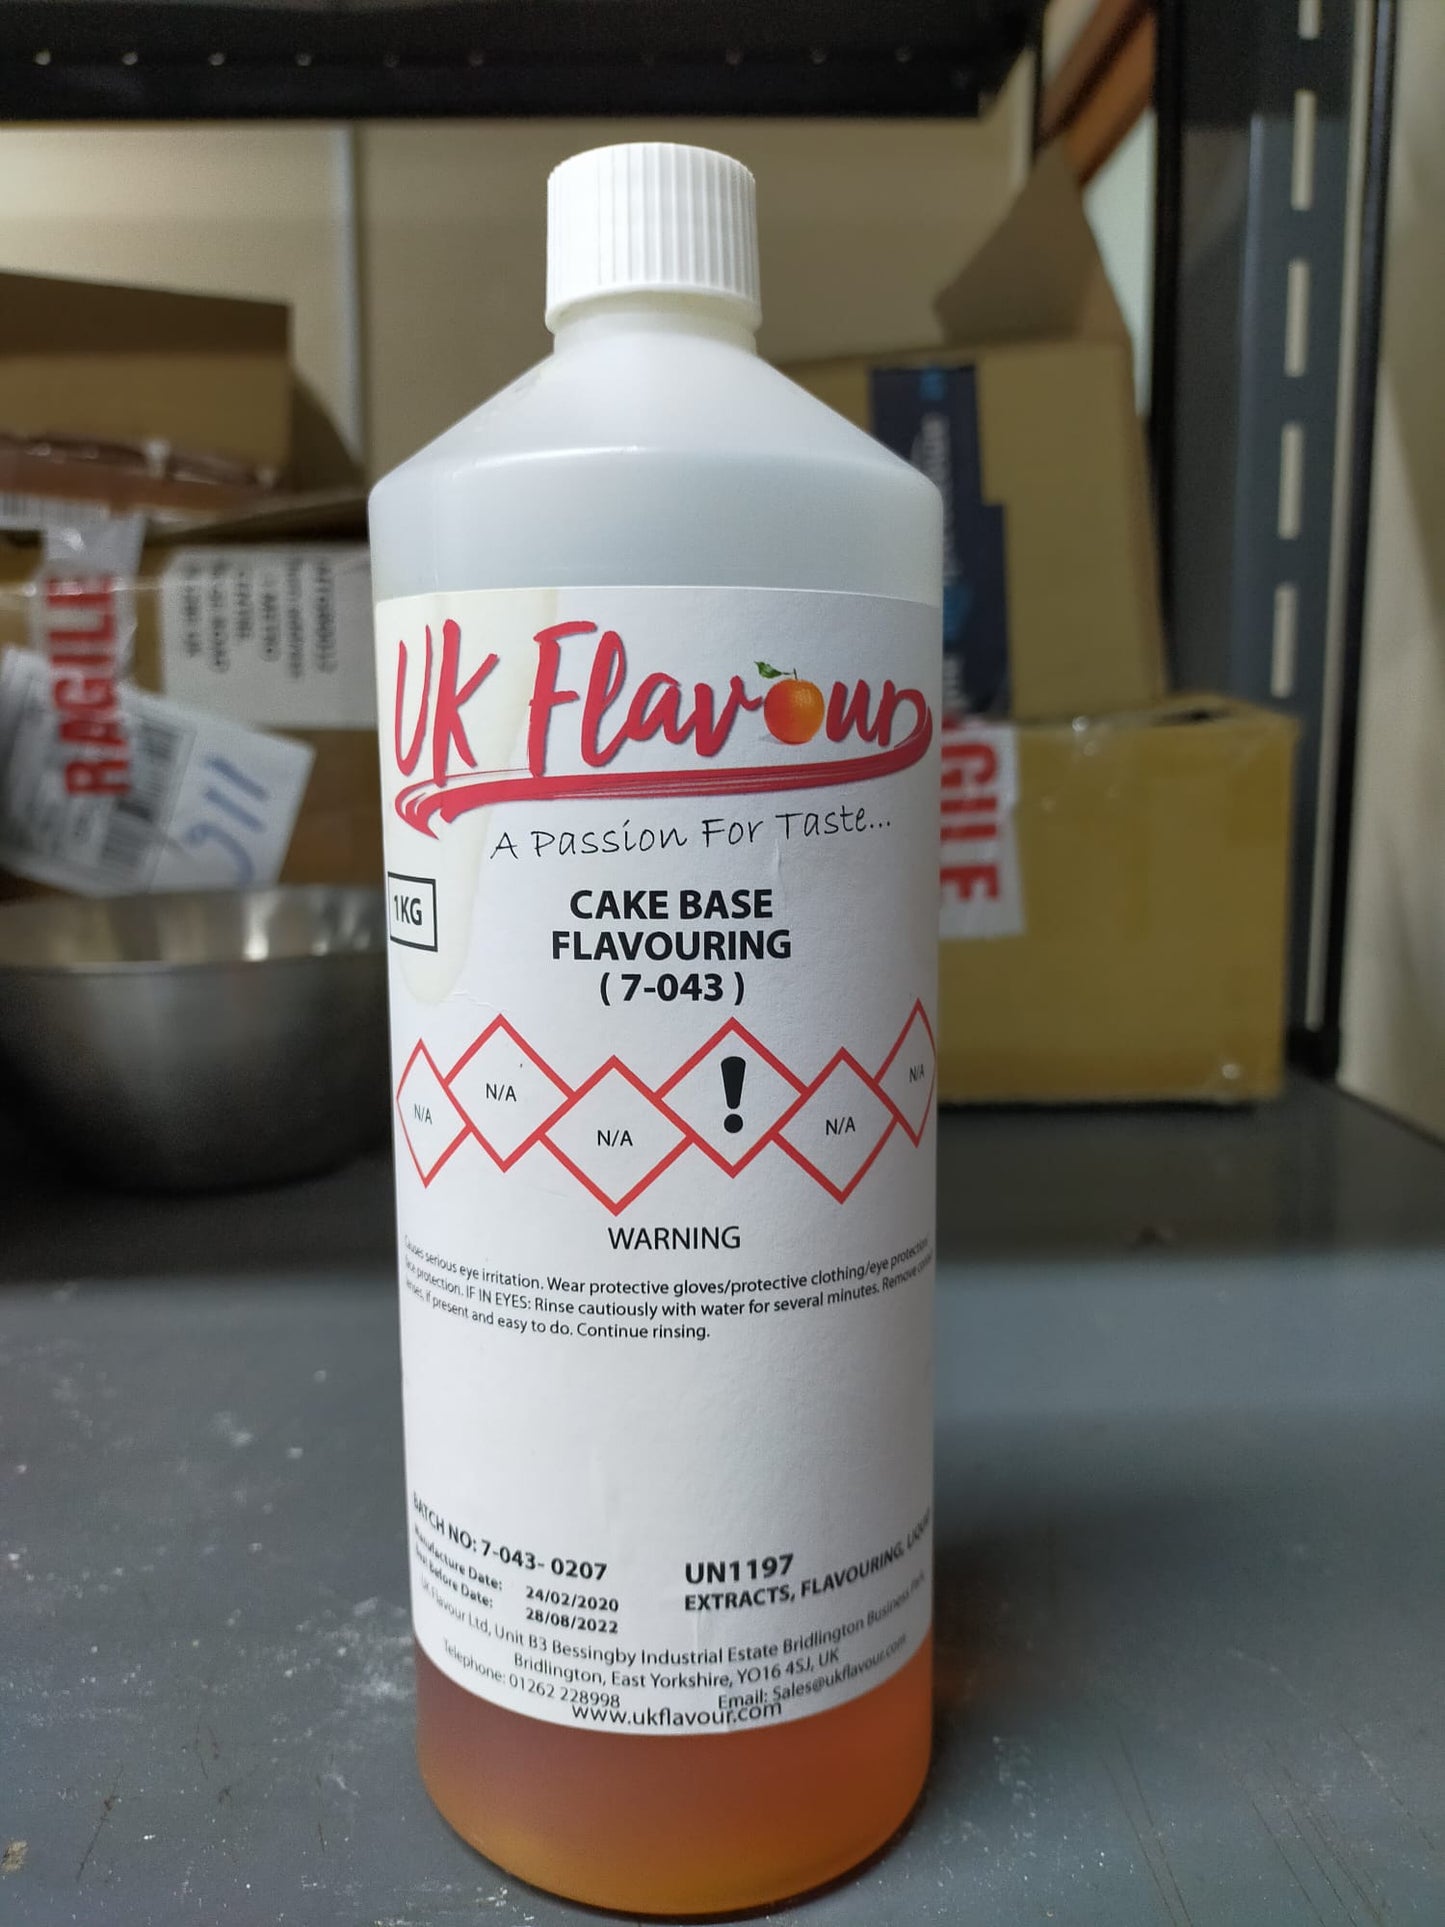 UK Flavour
A Passion For Taste...
1KG
CAKE BASE
FLAVOURING
( 7-043 )
N/A
N/A
N/A
!
N/A
N/A
WARNING
Causes serious eye irritation. Wear protective gloves/protective clothing/eye protection/
face protection. IF IN EYES: Rinse cautiously with water for several minutes. Remove contact
lenses, if present and easy to do. Continue rinsing.
BATCH NO: 7-043- 0207
Manufacture Date: 24/02/2020
Best Before Date: 28/08/2022
UN1197
EXTRACTS, FLAVOURING, LIQUID
UK Flavour Ltd, Unit B3 Bessingby Industrial Estate Bridlington Business Park
Bridlington, East Yorkshire, YO16 4SJ, UK
Telephone: 01262 228998 Email: Sales@ukflavour.com
www.ukflavour.com
FRAGILE
GILE